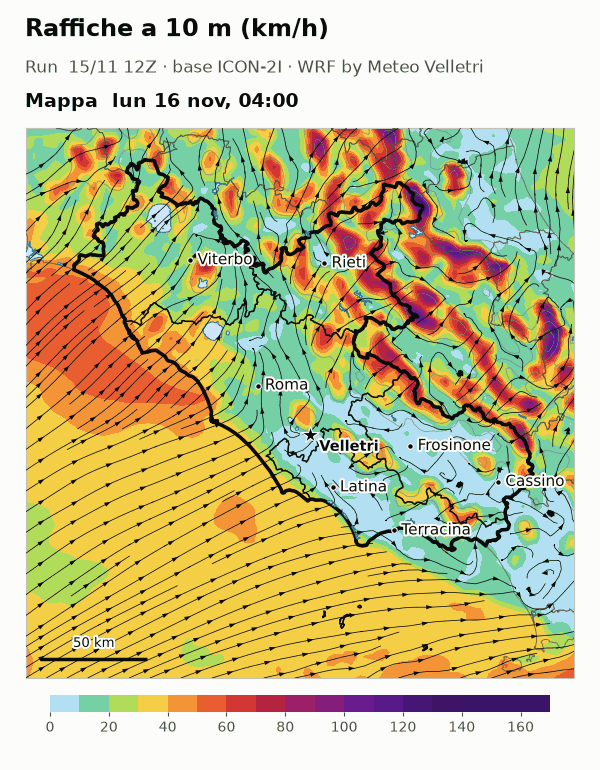 Raffiche a 10 m (km/h)
Run  15/11 12Z · base ICON-2I · WRF by Meteo Velletri
Mappa  lun 16 nov, 04:00
Viterbo
Rieti
Roma
Velletri
Frosinone
Cassino
Latina
Terracina
50 km
0 20 40 60 80 100 120 140 160